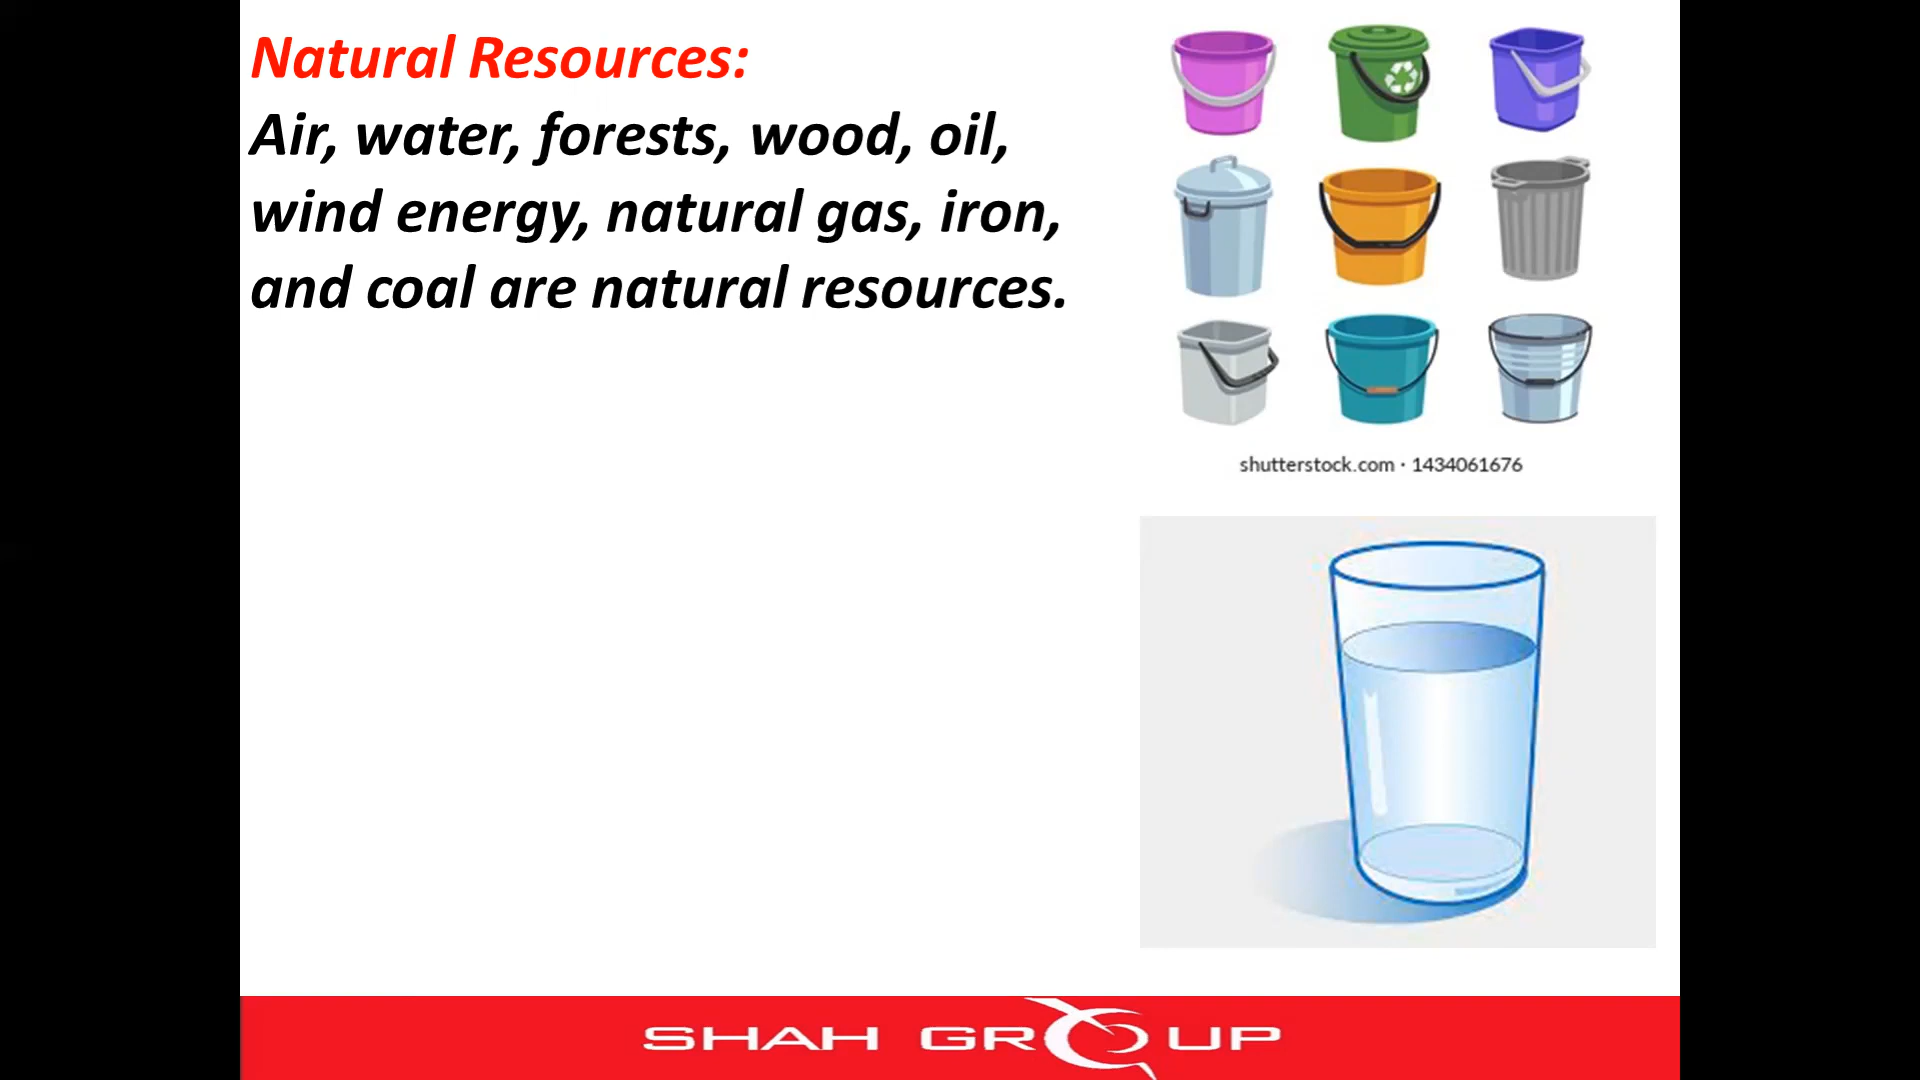 Natural Resources:
Air, water, forests, wood, oil,
wind energy, natural gas, iron,
and coal are natural resources.
shutterstock.com · 1434061676
SHAH GROUP